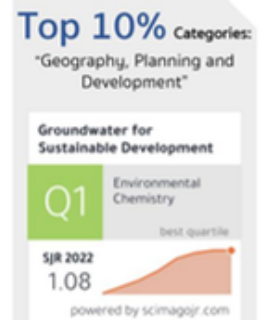 Top 10% Categories:
"Geography, Planning and
Development"
Groundwater for
Sustainable Development
Q1
Environmental
Chemistry
best quartile
SJR 2022
1.08
powered by scimagojr.com